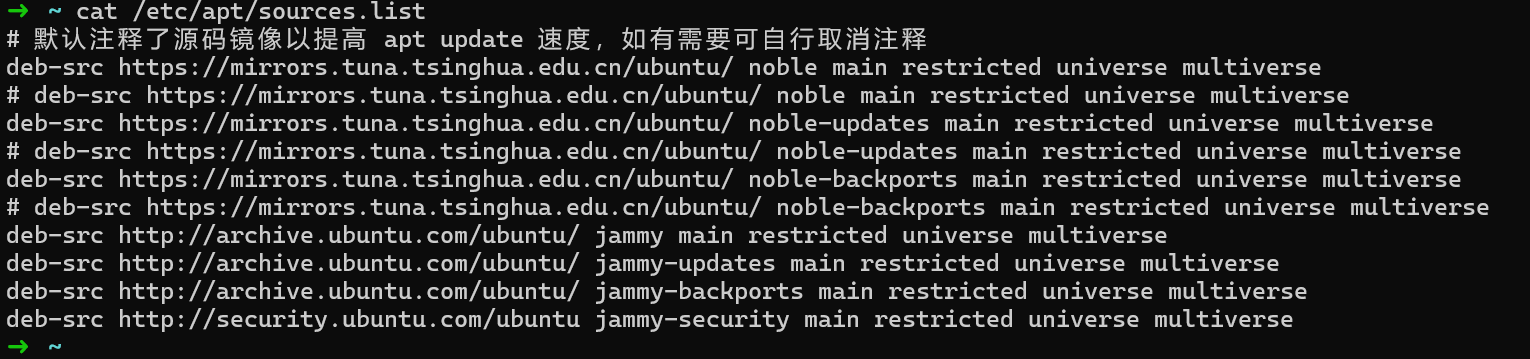 ➜ ~ cat /etc/apt/sources.list
# 默认注释了源码镜像以提高 apt update 速度，如有需要可自行取消注释
deb-src https://mirrors.tuna.tsinghua.edu.cn/ubuntu/ noble main restricted universe multiverse
# deb-src https://mirrors.tuna.tsinghua.edu.cn/ubuntu/ noble main restricted universe multiverse
deb-src https://mirrors.tuna.tsinghua.edu.cn/ubuntu/ noble-updates main restricted universe multiverse
# deb-src https://mirrors.tuna.tsinghua.edu.cn/ubuntu/ noble-updates main restricted universe multiverse
deb-src https://mirrors.tuna.tsinghua.edu.cn/ubuntu/ noble-backports main restricted universe multiverse
# deb-src https://mirrors.tuna.tsinghua.edu.cn/ubuntu/ noble-backports main restricted universe multiverse
deb-src http://archive.ubuntu.com/ubuntu/ jammy main restricted universe multiverse
deb-src http://archive.ubuntu.com/ubuntu/ jammy-updates main restricted universe multiverse
deb-src http://archive.ubuntu.com/ubuntu/ jammy-backports main restricted universe multiverse
deb-src http://security.ubuntu.com/ubuntu jammy-security main restricted universe multiverse
➜ ~